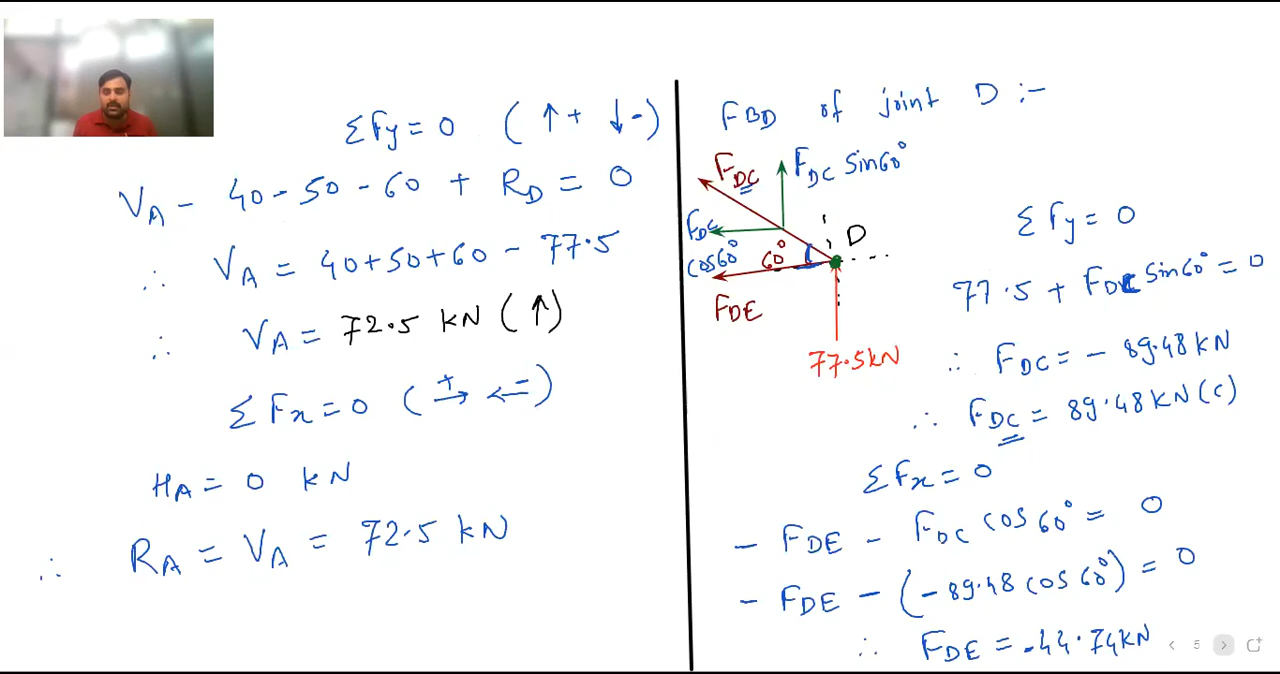 ΣFy = 0 ( ↑+ ↓- )
VA - 40 - 50 - 60 + RD = 0
∴ VA = 40+50+60 - 77.5
∴ VA = 72.5 kN (↑)
ΣFx = 0 ( +→ ←- )
HA = 0 kN
∴ RA = VA = 72.5 kN
FBD of joint D :-
FDC
FDC Sin60°
FDC
cos60°
60°
D
FDE
77.5kN
ΣFy = 0
77.5 + FDC Sin60° = 0
∴ FDC = - 89.48 kN
∴ FDC = 89.48 kN (C)
ΣFx = 0
- FDE - FDC cos 60° = 0
- FDE - (-89.48 cos 60°) = 0
∴ FDE = -44.74kN
5